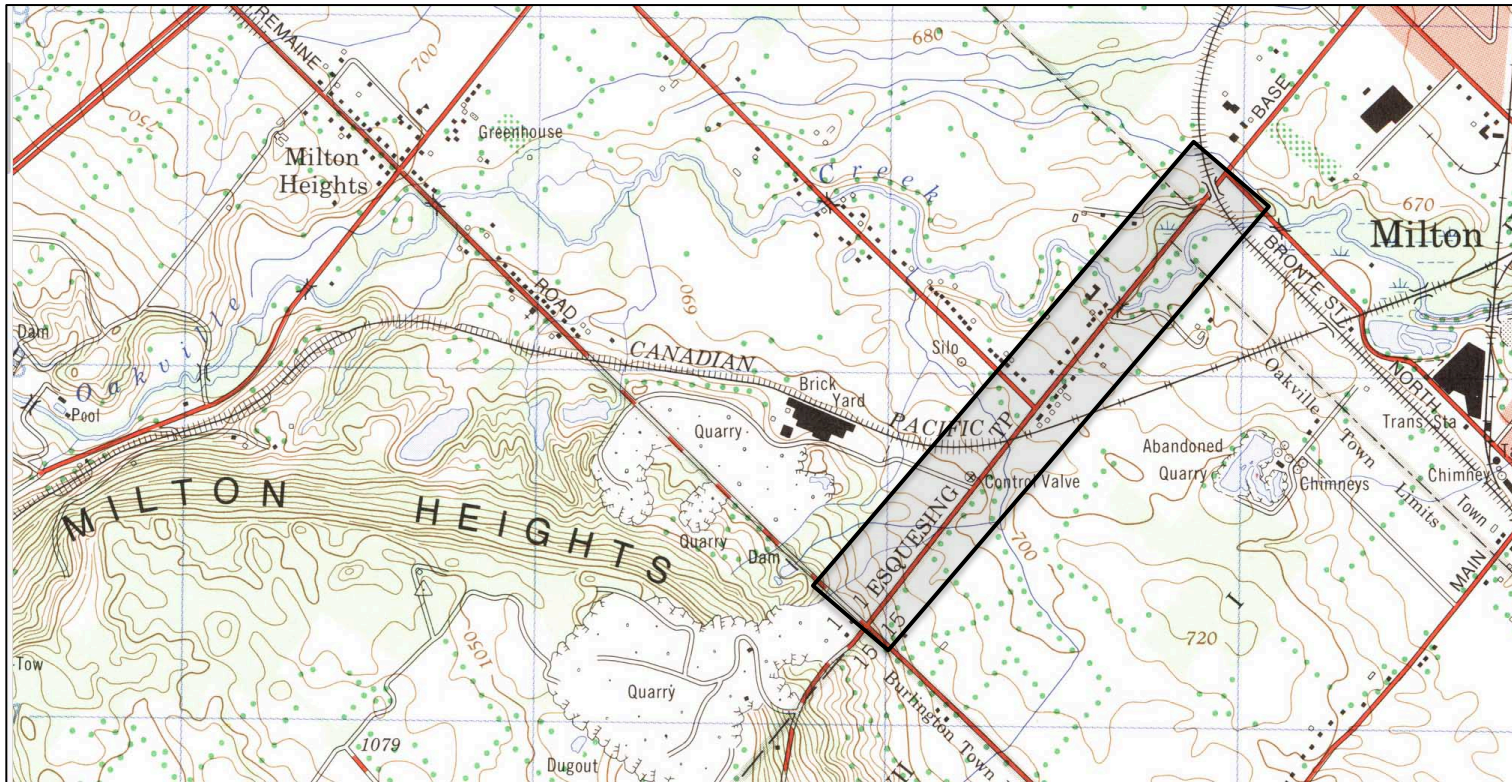 REMAINE
700
680
BASE
750
Greenhouse
Milton
Heights
Creek
670
Milton
ROAD
690
BRONTE ST.
Dam
Oakville
Silo
CANADIAN
Pool
Brick
Yard
Oakville
Town
Limits
NORTH
PACIFIC
TP
Quarry
Trans Sta
Abandoned
Quarry
Chimneys
Chimney
Control Valve
Town
MILTON HEIGHTS
ESQUESING
Quarry
Dam
700
MAIN
1
1
I
15
15
720
1050
Tow
Quarry
Burlington Town
1079
Dugout